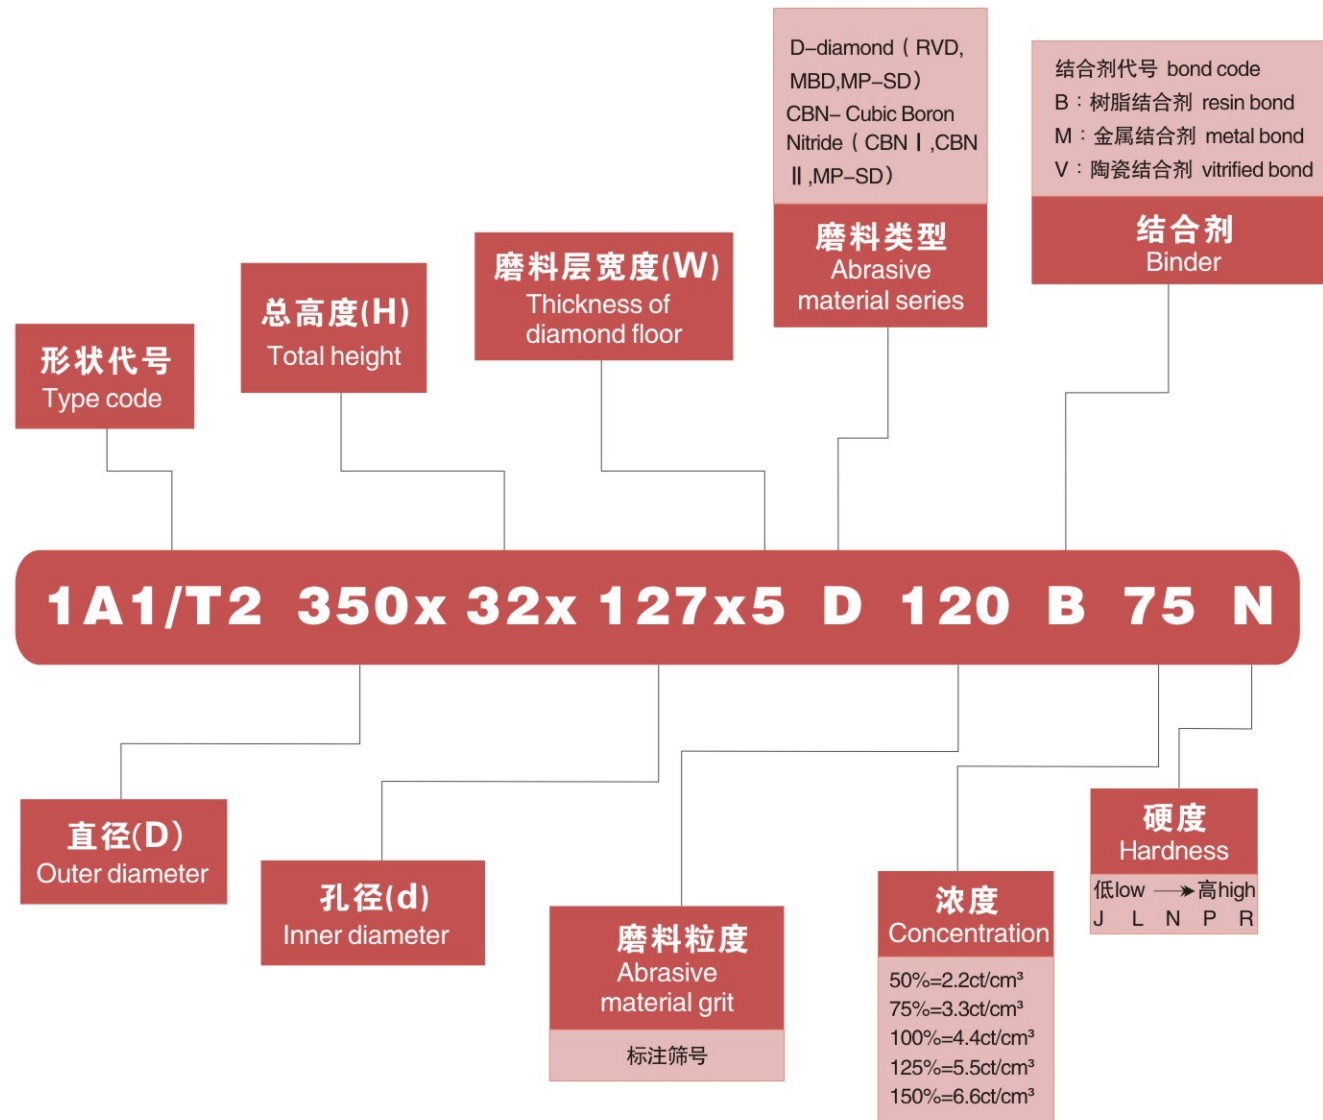 D–diamond（RVD,
MBD,MP–SD）
CBN– Cubic Boron
Nitride（CBNⅠ,CBN
Ⅱ,MP–SD）
磨料类型
Abrasive
material series
结合剂代号 bond code
B：树脂结合剂 resin bond
M：金属结合剂 metal bond
V：陶瓷结合剂 vitrified bond
结合剂
Binder
磨料层宽度(W)
Thickness of
diamond floor
总高度(H)
Total height
形状代号
Type code
1A1/T2 350x 32x 127x5 D 120 B 75 N
直径(D)
Outer diameter
孔径(d)
Inner diameter
磨料粒度
Abrasive
material grit
标注筛号
浓度
Concentration
50%=2.2ct/cm³
75%=3.3ct/cm³
100%=4.4ct/cm³
125%=5.5ct/cm³
150%=6.6ct/cm³
硬度
Hardness
低low → 高high
J L N P R